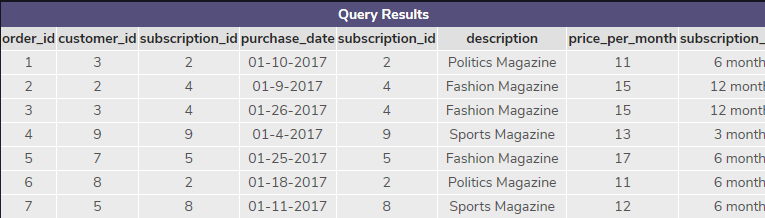 Query Results
order_id customer_id subscription_id purchase_date subscription_id description price_per_month subscription_
1 3 2 01-10-2017 2 Politics Magazine 11 6 month
2 2 4 01-9-2017 4 Fashion Magazine 15 12 mont
3 3 4 01-26-2017 4 Fashion Magazine 15 12 mont
4 9 9 01-4-2017 9 Sports Magazine 13 3 month
5 7 5 01-25-2017 5 Fashion Magazine 17 6 month
6 8 2 01-18-2017 2 Politics Magazine 11 6 month
7 5 8 01-11-2017 8 Sports Magazine 12 6 month